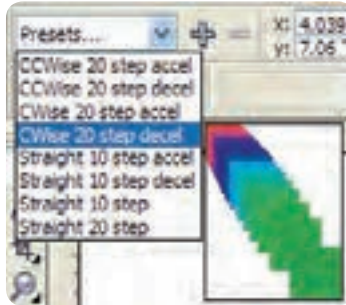 Presets....
x: 4.039
y: 7.06 "
CCWise 20 step accel
CCWise 20 step decel
CWise 20 step accel
CWise 20 step decel
Straight 10 step accel
Straight 10 step decel
Straight 10 step
Straight 20 step